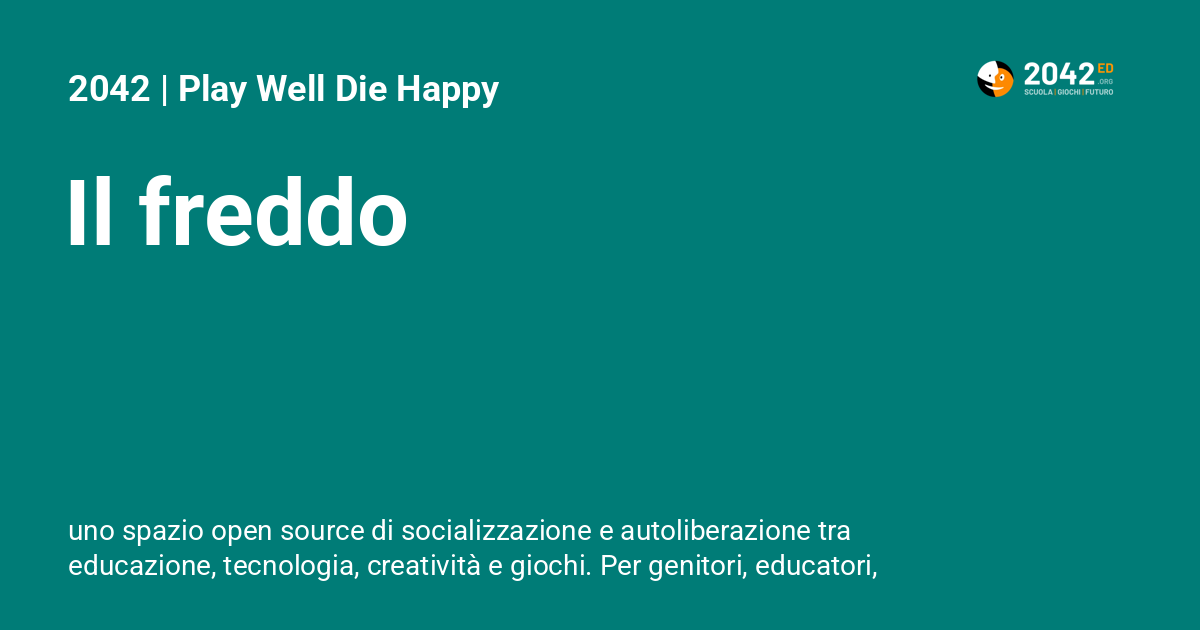 2042 | Play Well Die Happy
2042 ED
.ORG
SCUOLA | GIOCHI | FUTURO
Il freddo
uno spazio open source di socializzazione e autoliberazione tra
educazione, tecnologia, creatività e giochi. Per genitori, educatori,